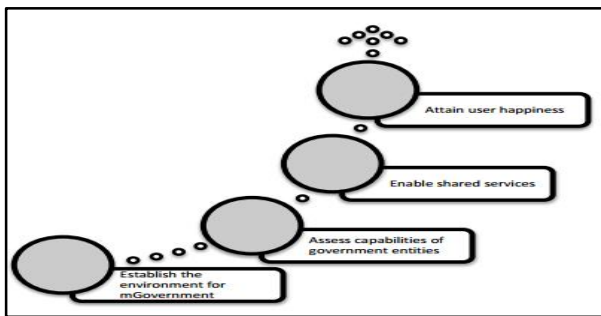 Attain user happiness
Enable shared services
Assess capabilities of
government entities
Establish the
environment for
mGovernment